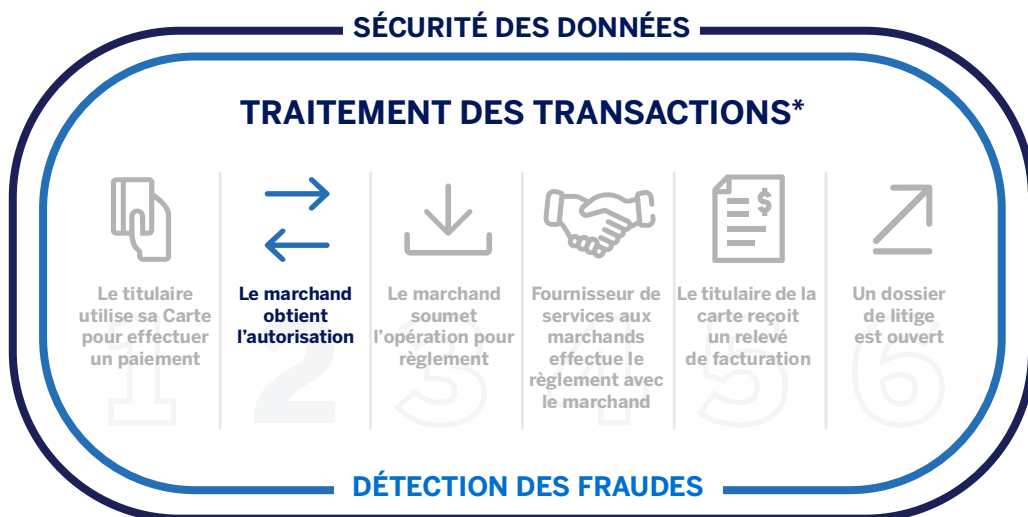 SÉCURITÉ DES DONNÉES
TRAITEMENT DES TRANSACTIONS*
$
Le titulaire
utilise sa Carte
pour effectuer
un paiement
1
Le marchand
obtient
l'autorisation
2
Le marchand
soumet
l'opération pour
règlement
3
Fournisseur de
services aux
marchands
effectue le
règlement avec
le marchand
4
Le titulaire de la
carte reçoit
un relevé
de facturation
5
Un dossier
de litige
est ouvert
6
DÉTECTION DES FRAUDES